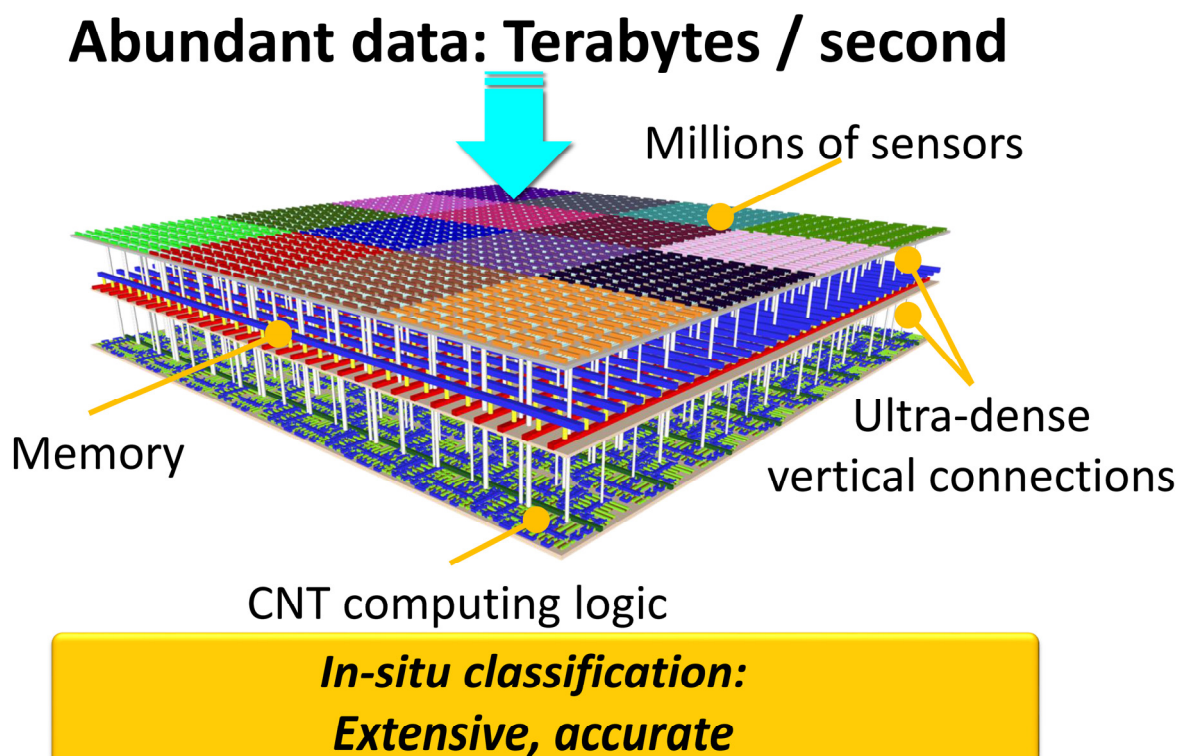 Abundant data: Terabytes / second
Millions of sensors
Memory
Ultra-dense
vertical connections
CNT computing logic
In-situ classification:
Extensive, accurate